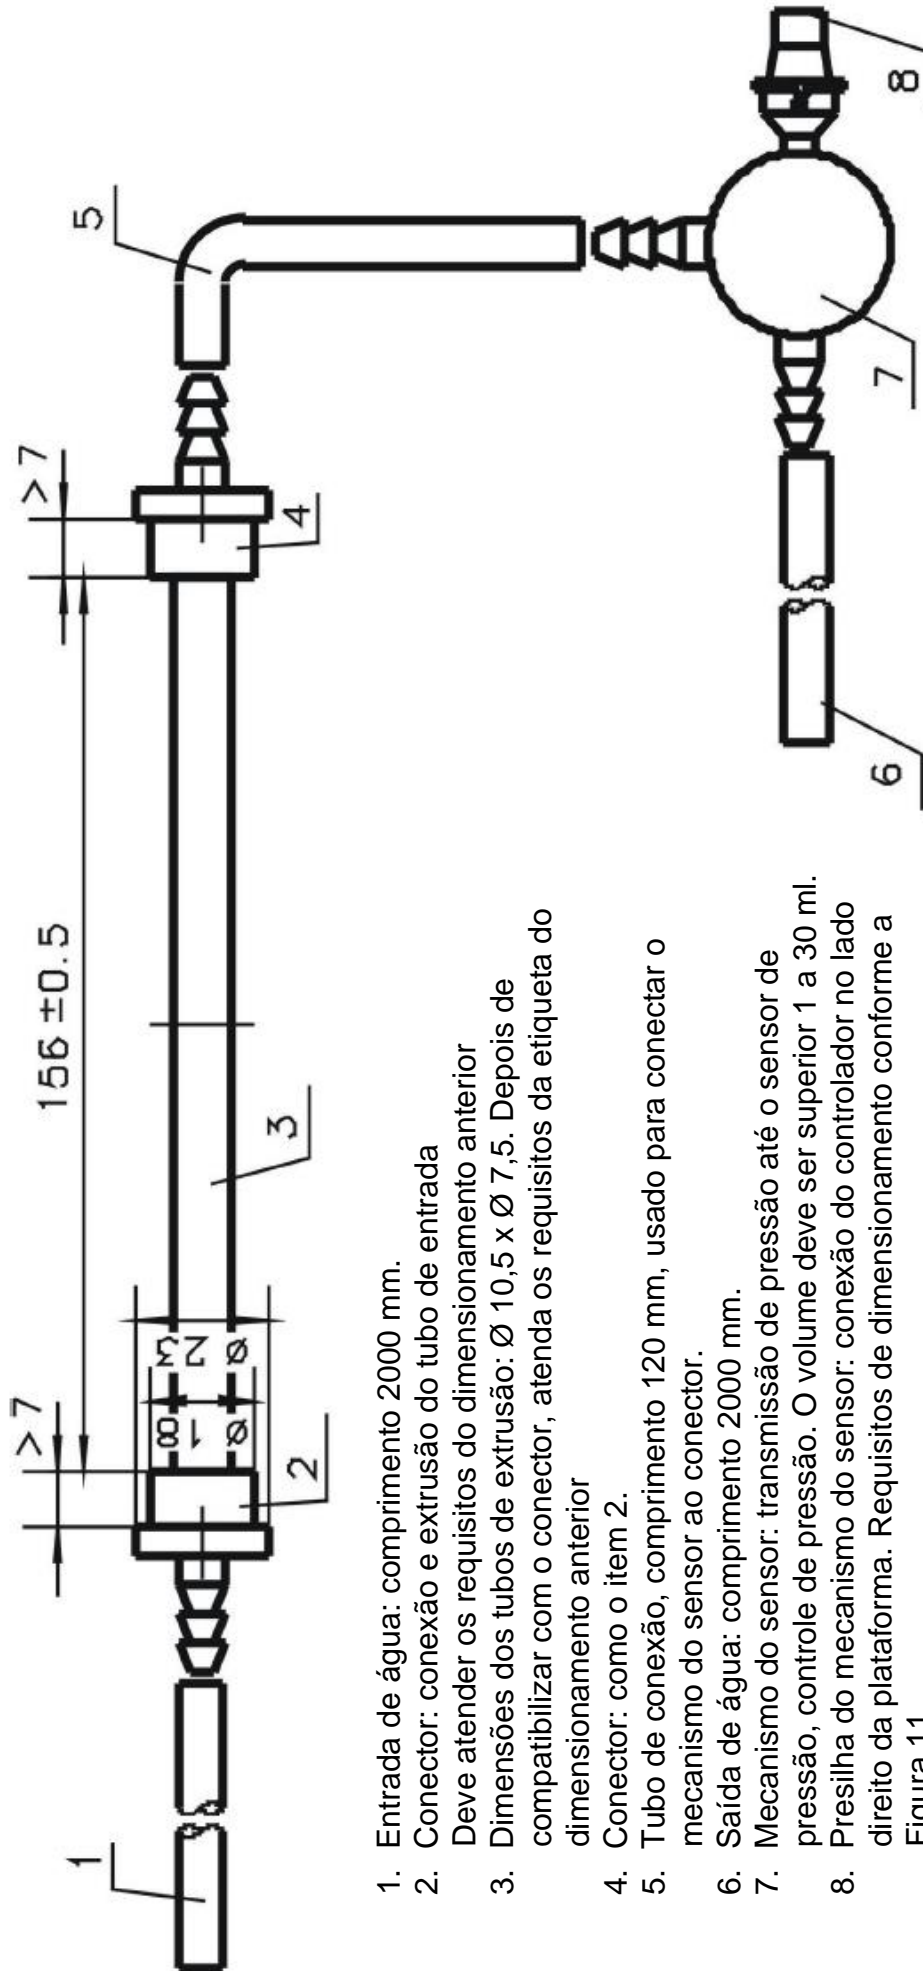 1
>7
2
Ø 18
Ø 23
156 ±0.5
3
>7
4
5
6
7
8
1. Entrada de água: comprimento 2000 mm.
2. Conector: conexão e extrusão do tubo de entrada
Deve atender os requisitos do dimensionamento anterior
3. Dimensões dos tubos de extrusão: Ø 10,5 x Ø 7,5. Depois de
compatibilizar com o conector, atenda os requisitos da etiqueta do
dimensionamento anterior
4. Conector: como o item 2.
5. Tubo de conexão, comprimento 120 mm, usado para conectar o
mecanismo do sensor ao conector.
6. Saída de água: comprimento 2000 mm.
7. Mecanismo do sensor: transmissão de pressão até o sensor de
pressão, controle de pressão. O volume deve ser superior 1 a 30 ml.
8. Presilha do mecanismo do sensor: conexão do controlador no lado
direito da plataforma. Requisitos de dimensionamento conforme a
Figura 11